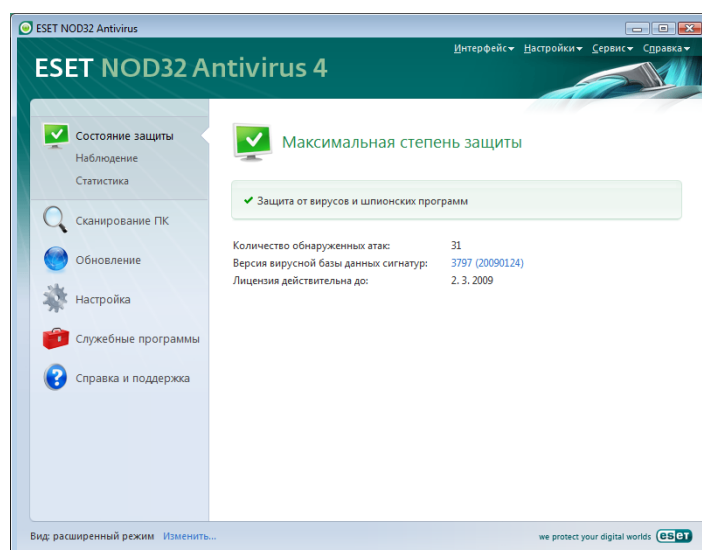 ESET NOD32 Antivirus
Интерфейс Настройки Сервис Справка
ESET NOD32 Antivirus 4
Состояние защиты
Наблюдение
Статистика
Сканирование ПК
Обновление
Настройка
Служебные программы
Справка и поддержка
Максимальная степень защиты
Защита от вирусов и шпионских программ
Количество обнаруженных атак: 31
Версия вирусной базы данных сигнатур: 3797 (20090124)
Лицензия действительна до: 2. 3. 2009
Вид: расширенный режим Изменить...
we protect your digital worlds eseT